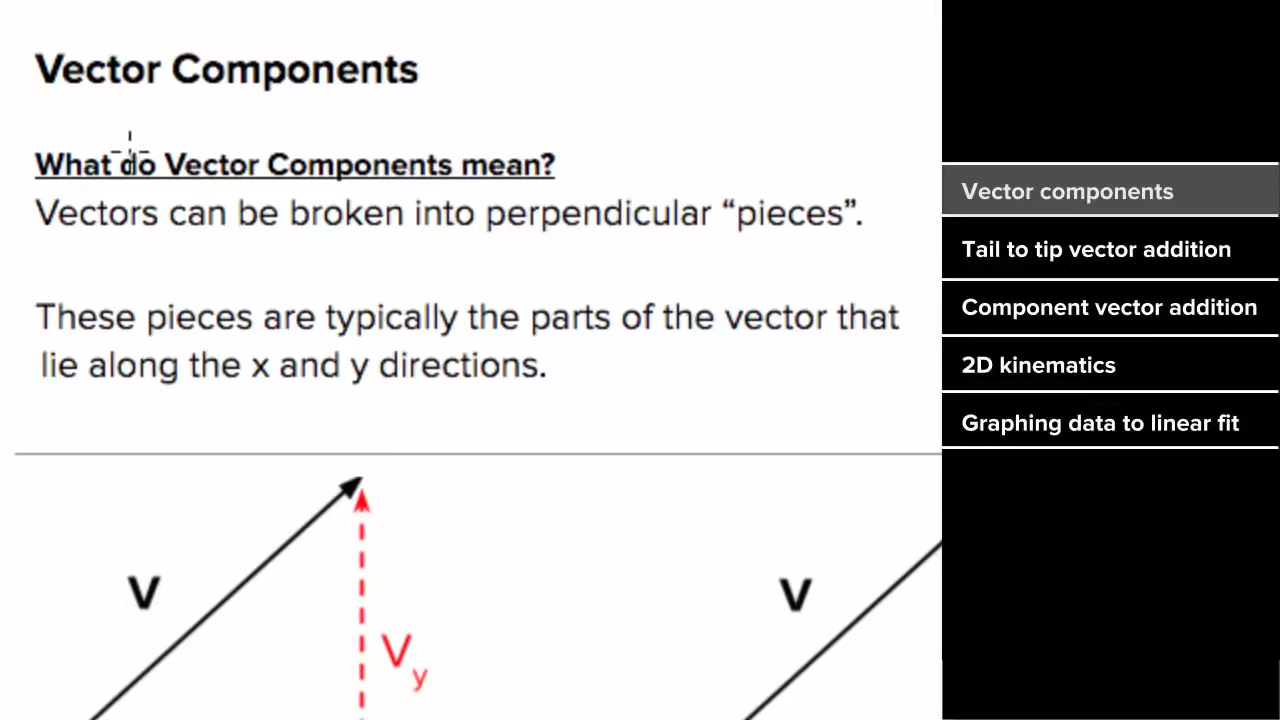 Vector Components
What do Vector Components mean?
Vectors can be broken into perpendicular “pieces”.
These pieces are typically the parts of the vector that
lie along the x and y directions.
V
Vy
V
Vector components
Tail to tip vector addition
Component vector addition
2D kinematics
Graphing data to linear fit